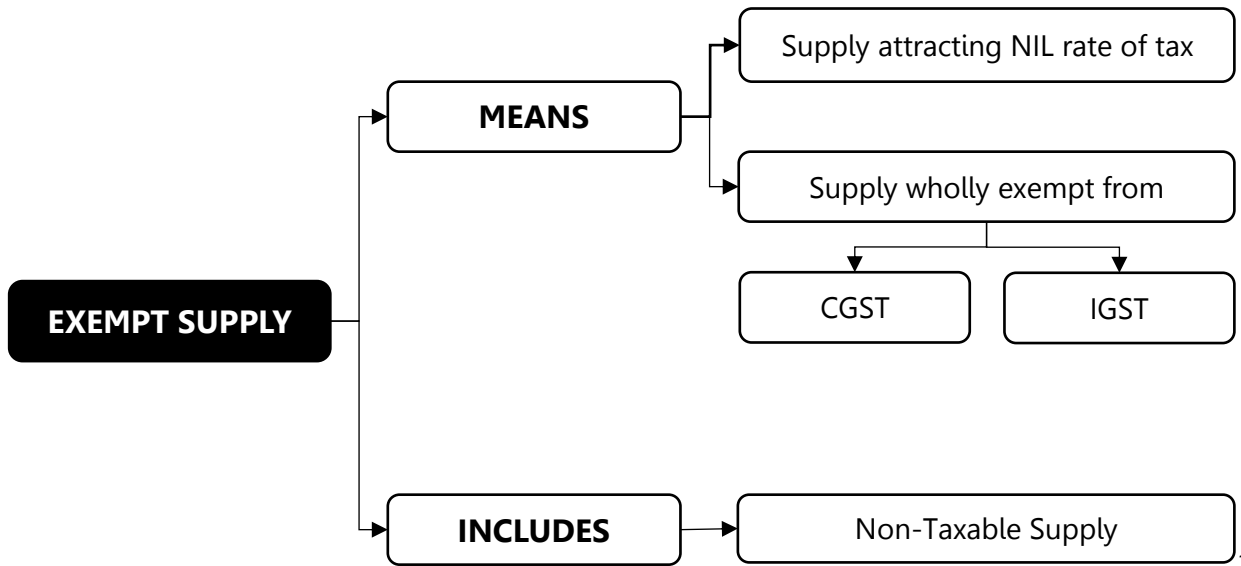 Supply attracting NIL rate of tax
MEANS
Supply wholly exempt from
CGST
IGST
EXEMPT SUPPLY
INCLUDES
Non-Taxable Supply